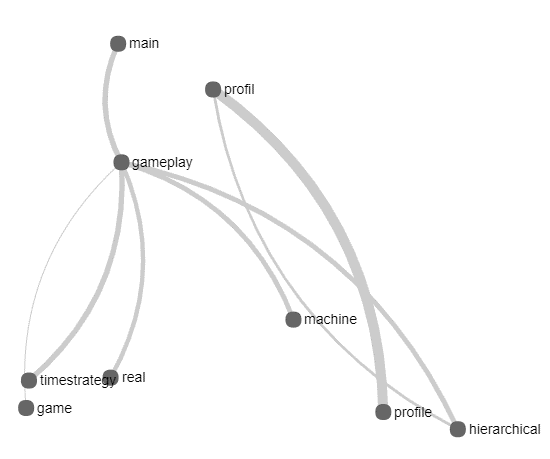 main
profil
gameplay
machine
timestrategy
real
game
profile
hierarchical